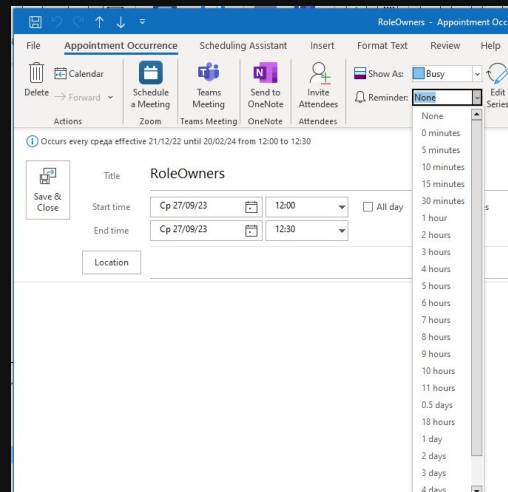 RoleOwners - Appointment Occ
File Appointment Occurrence Scheduling Assistant Insert Format Text Review Help
Delete
Calendar
Forward
Actions
Schedule a Meeting
Zoom
Teams Meeting
Teams Meeting
Send to OneNote
OneNote
Invite Attendees
Attendees
Show As: Busy
Reminder: None
Edit Series
Occurs every среда effective 21/12/22 until 20/02/24 from 12:00 to 12:30
Save & Close
Title RoleOwners
Start time Ср 27/09/23 12:00 All day
End time Ср 27/09/23 12:30
Location
None
0 minutes
5 minutes
10 minutes
15 minutes
30 minutes
1 hour
2 hours
3 hours
4 hours
5 hours
6 hours
7 hours
8 hours
9 hours
10 hours
11 hours
0.5 days
18 hours
1 day
2 days
3 days
4 days